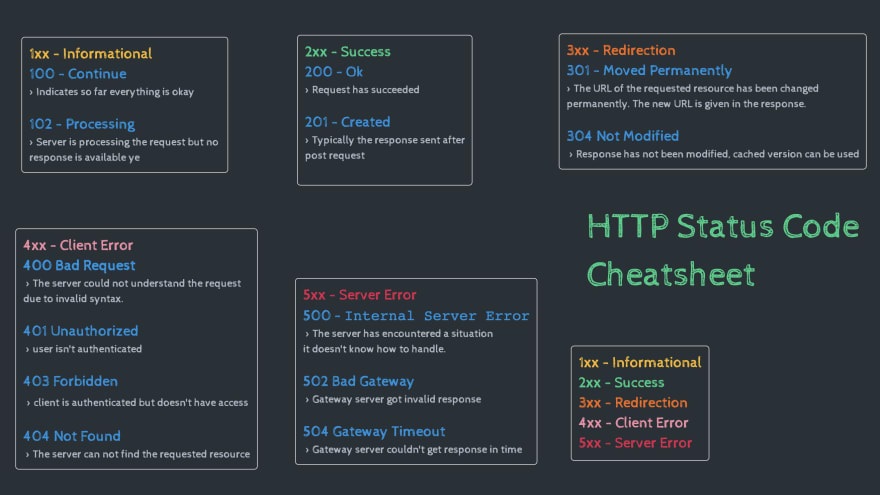 1xx - Informational
100 - Continue
› Indicates so far everything is okay
102 - Processing
› Server is processing the request but no
response is available ye
2xx - Success
200 - Ok
› Request has succeeded
201 - Created
› Typically the response sent after
post request
3xx - Redirection
301 - Moved Permanently
› The URL of the requested resource has been changed
permanently. The new URL is given in the response.
304 Not Modified
› Response has not been modified, cached version can be used
HTTP Status Code
Cheatsheet
4xx - Client Error
400 Bad Request
› The server could not understand the request
due to invalid syntax.
401 Unauthorized
› user isn't authenticated
403 Forbidden
› client is authenticated but doesn't have access
404 Not Found
› The server can not find the requested resource
5xx - Server Error
500 - Internal Server Error
› The server has encountered a situation
it doesn't know how to handle.
502 Bad Gateway
› Gateway server got invalid response
504 Gateway Timeout
› Gateway server couldn't get response in time
1xx - Informational
2xx - Success
3xx - Redirection
4xx - Client Error
5xx - Server Error